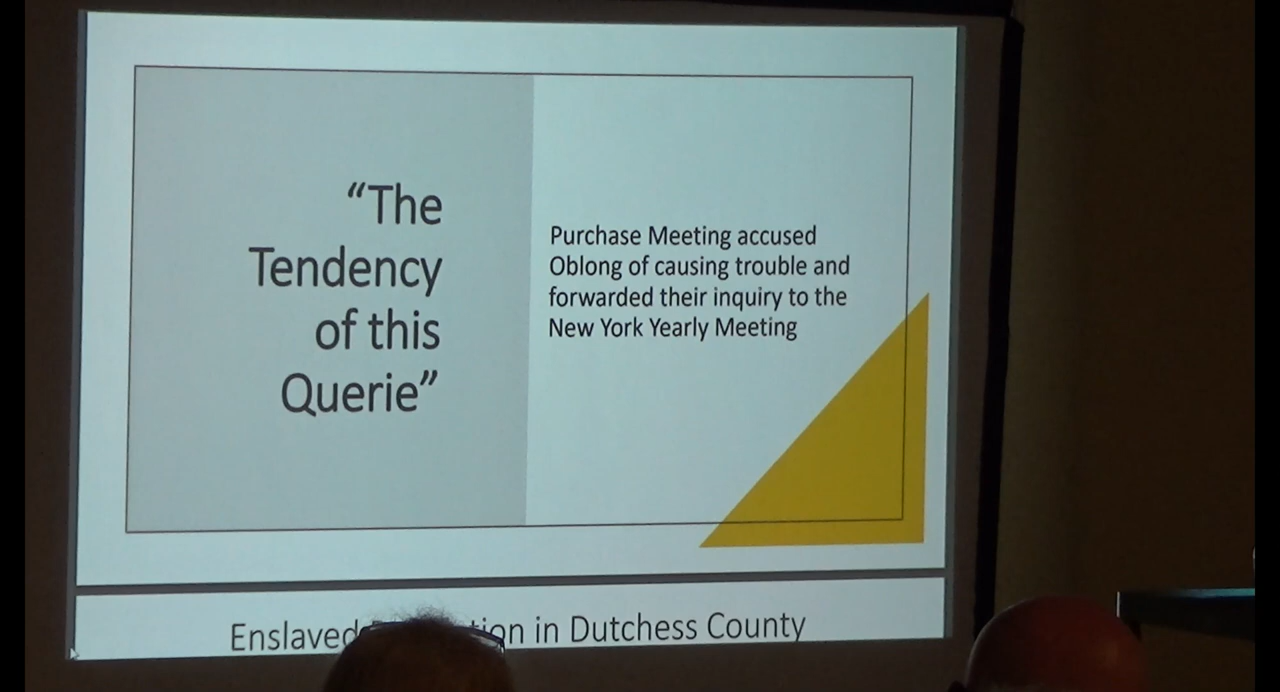 “The
Tendency
of this
Querie”
Purchase Meeting accused
Oblong of causing trouble and
forwarded their inquiry to the
New York Yearly Meeting
Enslaved in Dutchess County